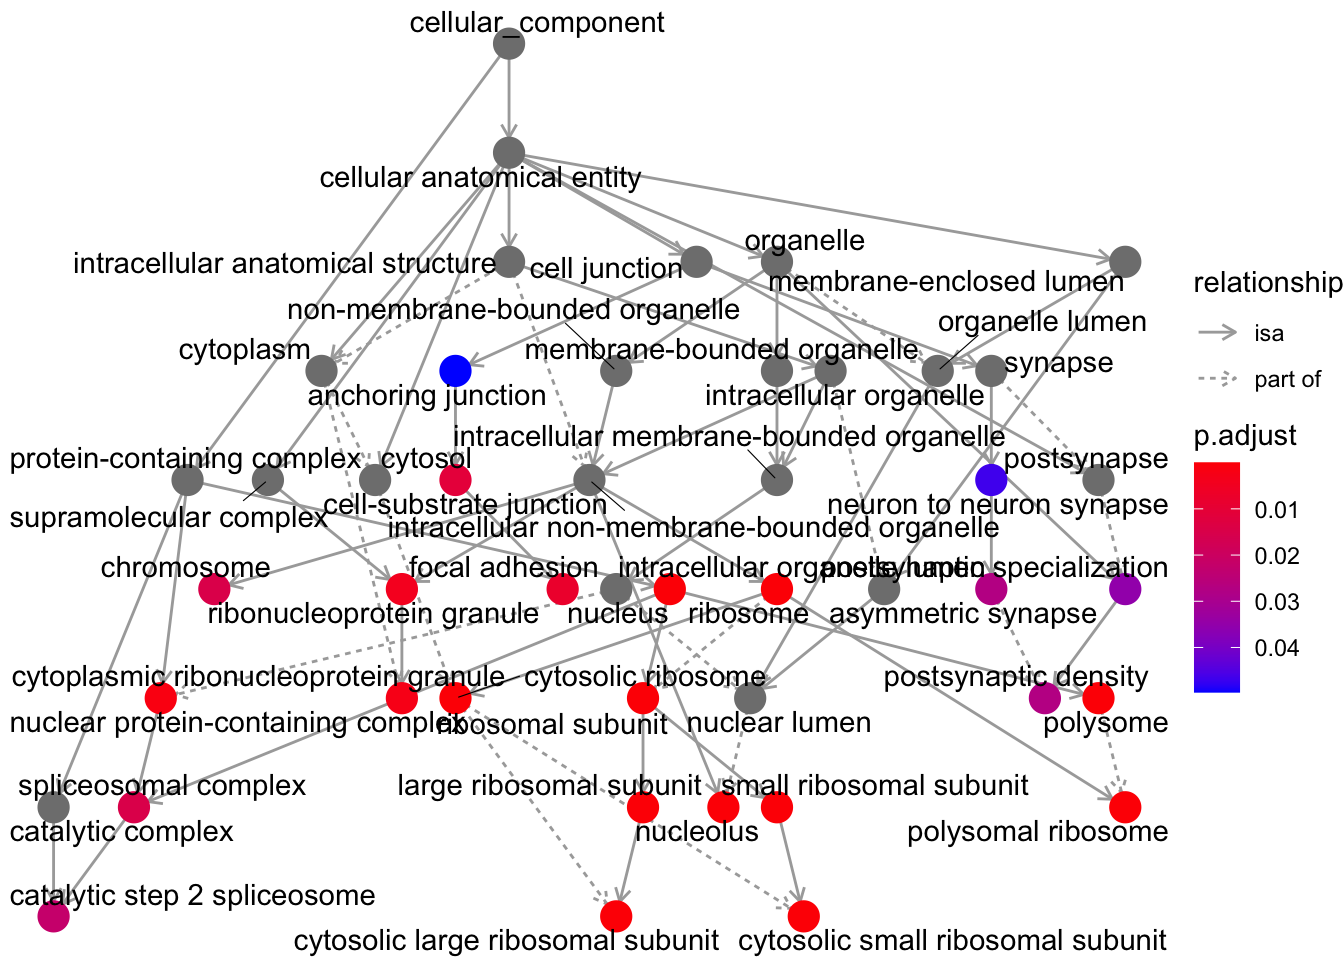 cellular_component
cellular anatomical entity
organelle
intracellular anatomical structure
cell junction
membrane-enclosed lumen
relationship
non-membrane-bounded organelle
organelle lumen
isa
cytoplasm
membrane-bounded organelle
synapse
part of
anchoring junction
intracellular organelle
p.adjust
intracellular membrane-bounded organelle
protein-containing complex
cytosol
postsynapse
cell-substrate junction
neuron to neuron synapse
0.01
supramolecular complex
intracellular non-membrane-bounded organelle
0.02
chromosome
focal adhesion
intracellular organelle lumen
postsynaptic specialization
0.03
ribonucleoprotein granule
nucleus
ribosome
asymmetric synapse
0.04
cytoplasmic ribonucleoprotein granule
cytosolic ribosome
postsynaptic density
nuclear protein-containing complex
ribosomal subunit
nuclear lumen
polysome
spliceosomal complex
large ribosomal subunit
small ribosomal subunit
catalytic complex
nucleolus
polysomal ribosome
catalytic step 2 spliceosome
cytosolic large ribosomal subunit
cytosolic small ribosomal subunit